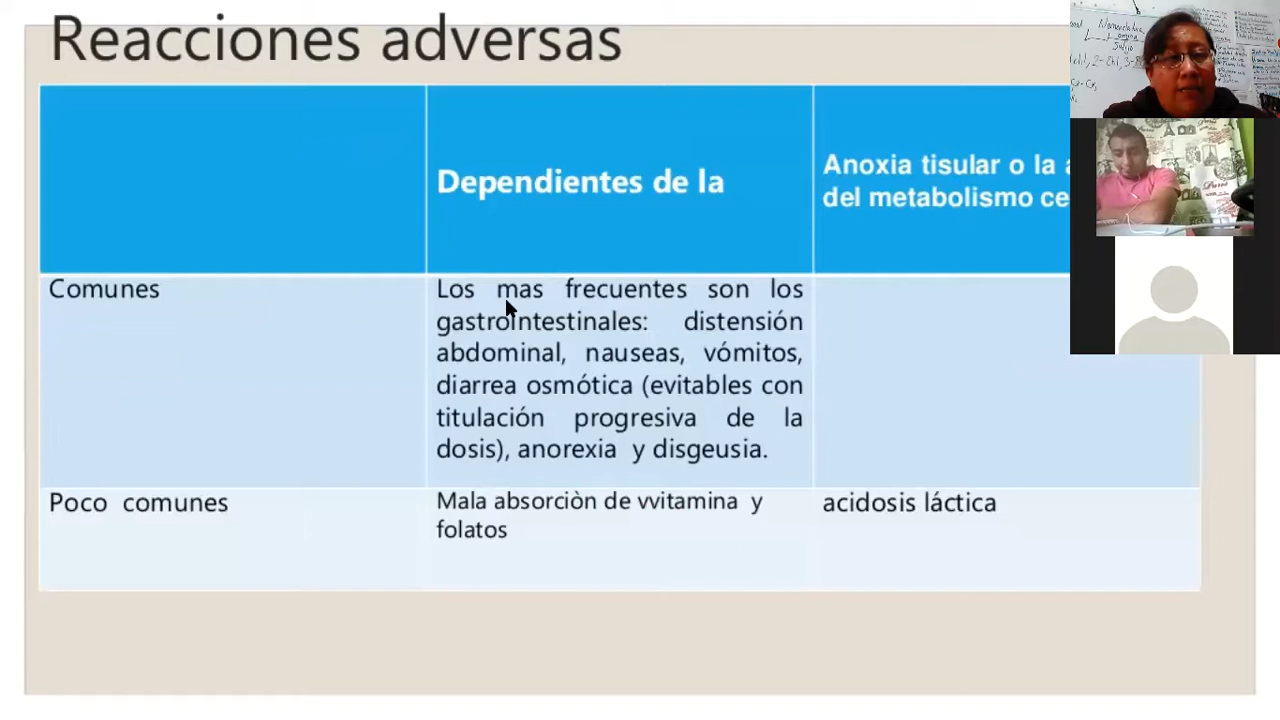 Reacciones adversas
Dependientes de la
Anoxia tisular o la
del metabolismo ce
Comunes
Los mas frecuentes son los
gastrointestinales: distensión
abdominal, nauseas, vómitos,
diarrea osmótica (evitables con
titulación progresiva de la
dosis), anorexia y disgeusia.
Poco comunes
Mala absorciòn de vvitamina y
folatos
acidosis láctica
Nomenclatura